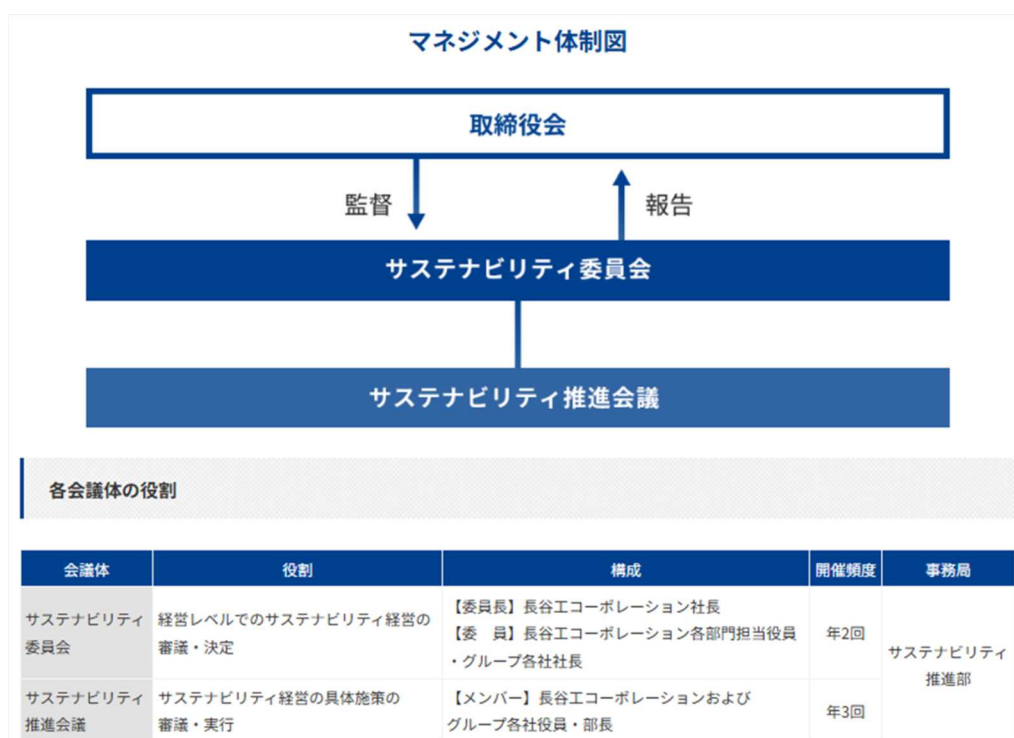 マネジメント体制図
取締役会
監督
報告
サステナビリティ委員会
サステナビリティ推進会議
各会議体の役割
会議体 役割 構成 開催頻度 事務局
サステナビリティ
委員会
経営レベルでのサステナビリティ経営の
審議・決定
【委員長】長谷工コーポレーション社長
【委　員】長谷工コーポレーション各部門担当役員
・グループ各社社長
年2回
サステナビリティ
推進部
サステナビリティ
推進会議
サステナビリティ経営の具体施策の
審議・実行
【メンバー】長谷工コーポレーションおよび
グループ各社役員・部長
年3回